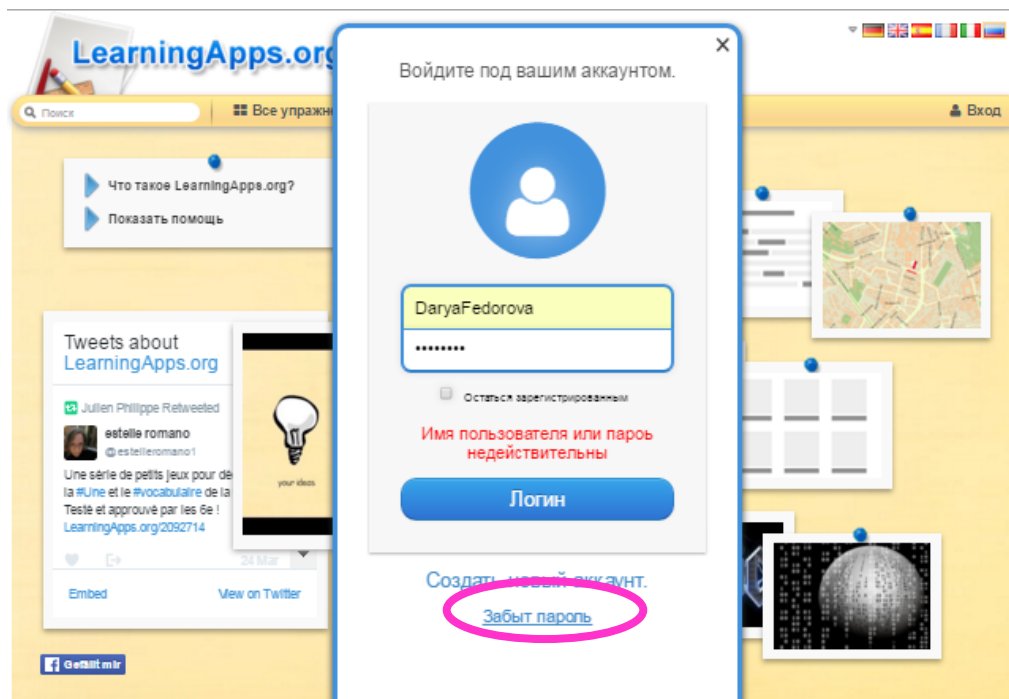 LearningApps.org
Поиск
Все упражн
Вход
Войдите под вашим аккаунтом.
Что такое LearningApps.org?
Показать помощь
DaryaFedorova
••••••••
Остаться зарегистрированным
Имя пользователя или пароь
недействительны
Логин
Создать новый аккаунт.
Забыт пароль
Tweets about
LearningApps.org
Julien Philippe Retweeted
estelle romano
@estelleromano1
Une série de petits jeux pour dé
la #Une et le #vocabulaire de la
Testé et approuvé par les 6e !
LearningApps.org/2092714
24 Mar
Embed
View on Twitter
your ideas
Gefällt mir